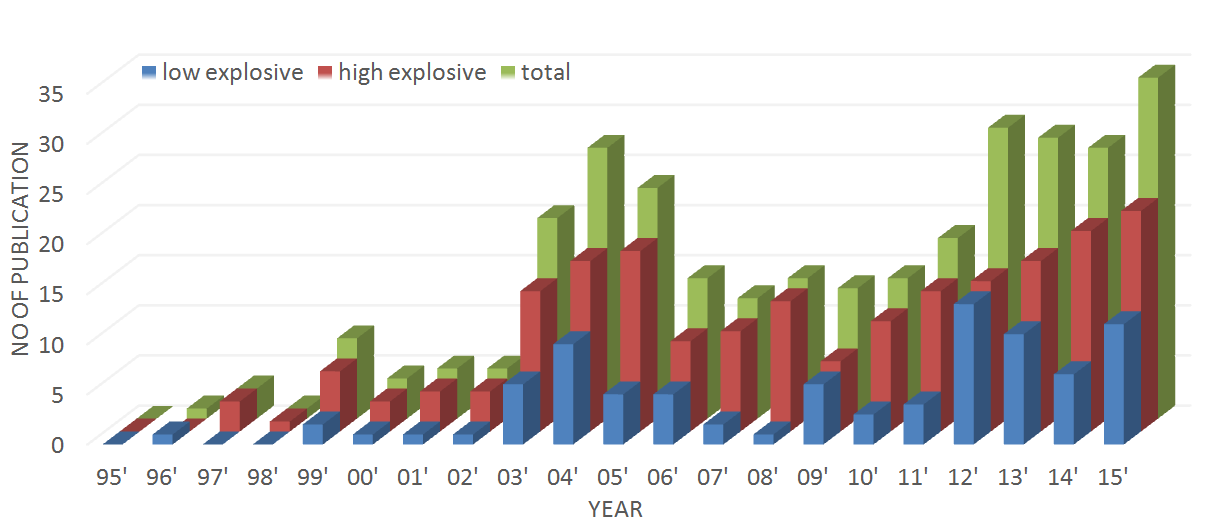 low explosive high explosive total
35
30
25
20
15
10
5
0
NO OF PUBLICATION
95' 96' 97' 98' 99' 00' 01' 02' 03' 04' 05' 06' 07' 08' 09' 10' 11' 12' 13' 14' 15'
YEAR